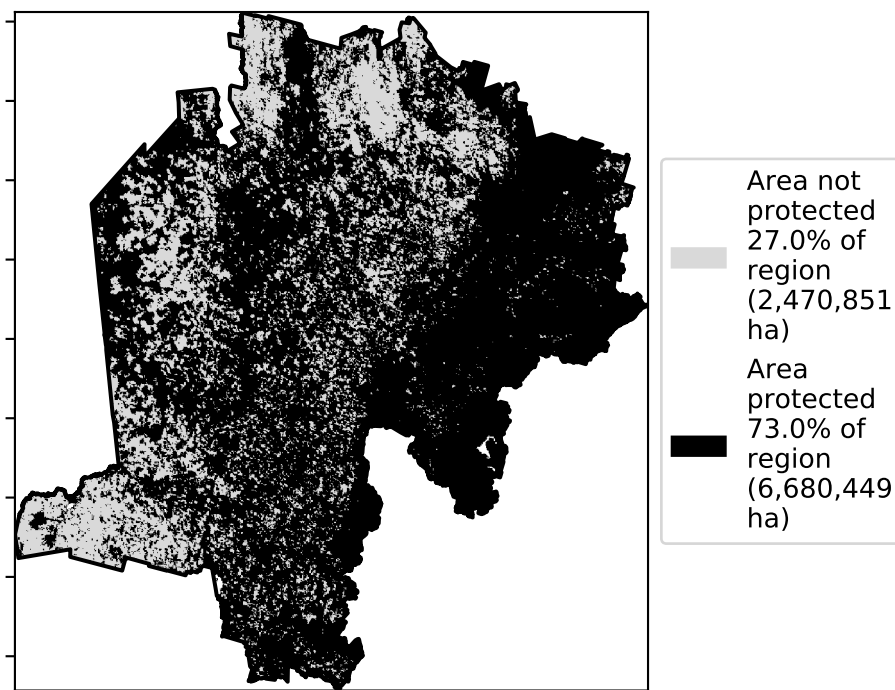 Area not
protected
27.0% of
region
(2,470,851
ha)
Area
protected
73.0% of
region
(6,680,449
ha)